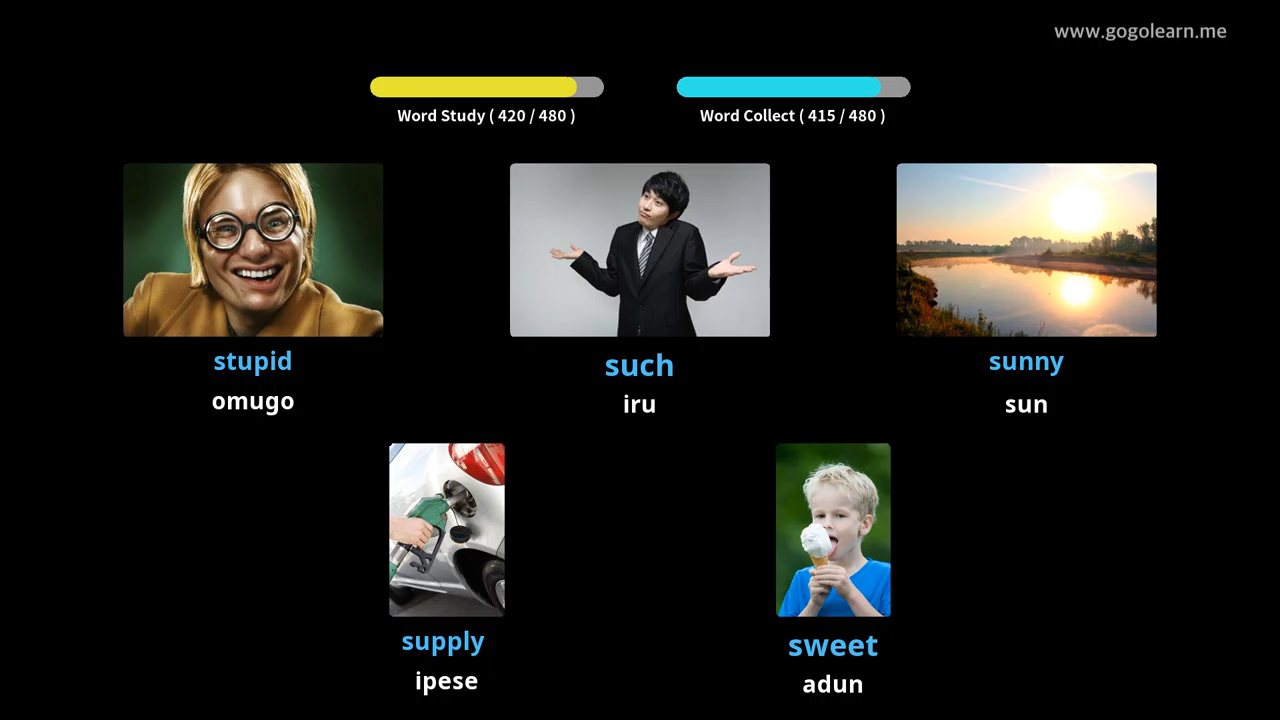 www.gogolearn.me
Word Study ( 420 / 480 )
Word Collect ( 415 / 480 )
stupid
omugo
such
iru
sunny
sun
supply
ipese
sweet
adun